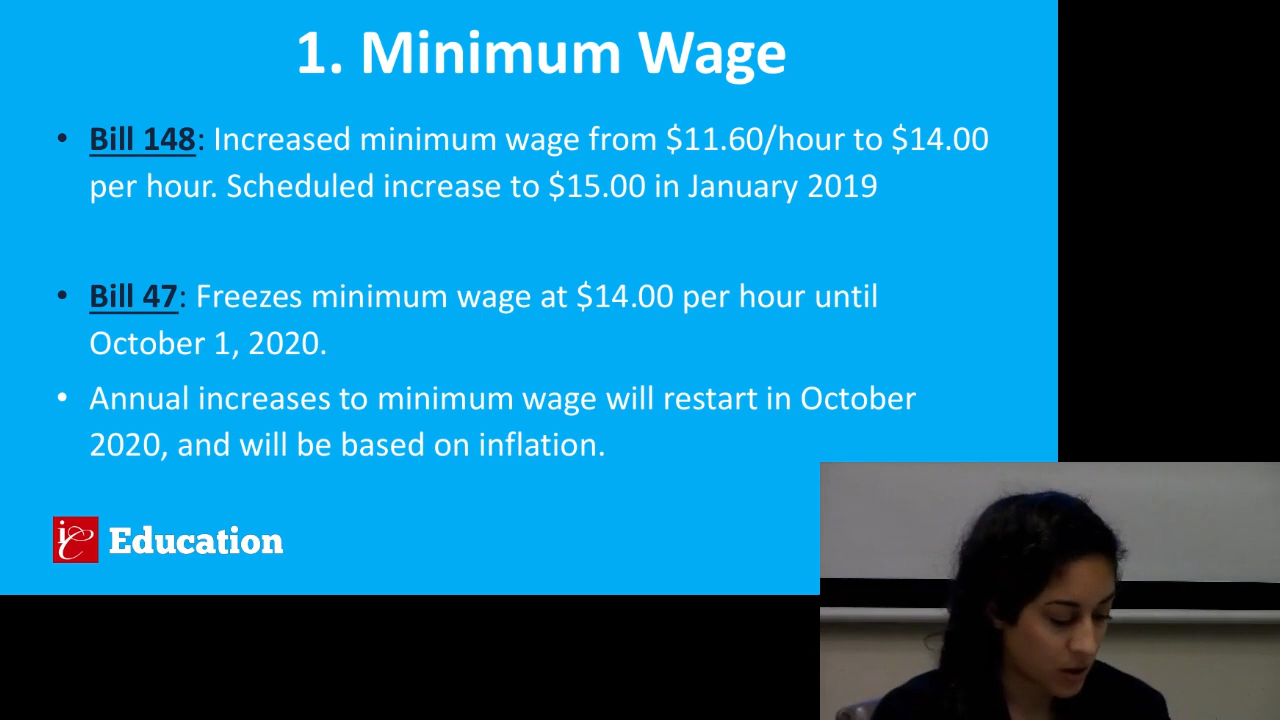 1. Minimum Wage
• Bill 148: Increased minimum wage from $11.60/hour to $14.00
per hour. Scheduled increase to $15.00 in January 2019
• Bill 47: Freezes minimum wage at $14.00 per hour until
October 1, 2020.
• Annual increases to minimum wage will restart in October
2020, and will be based on inflation.
ic Education